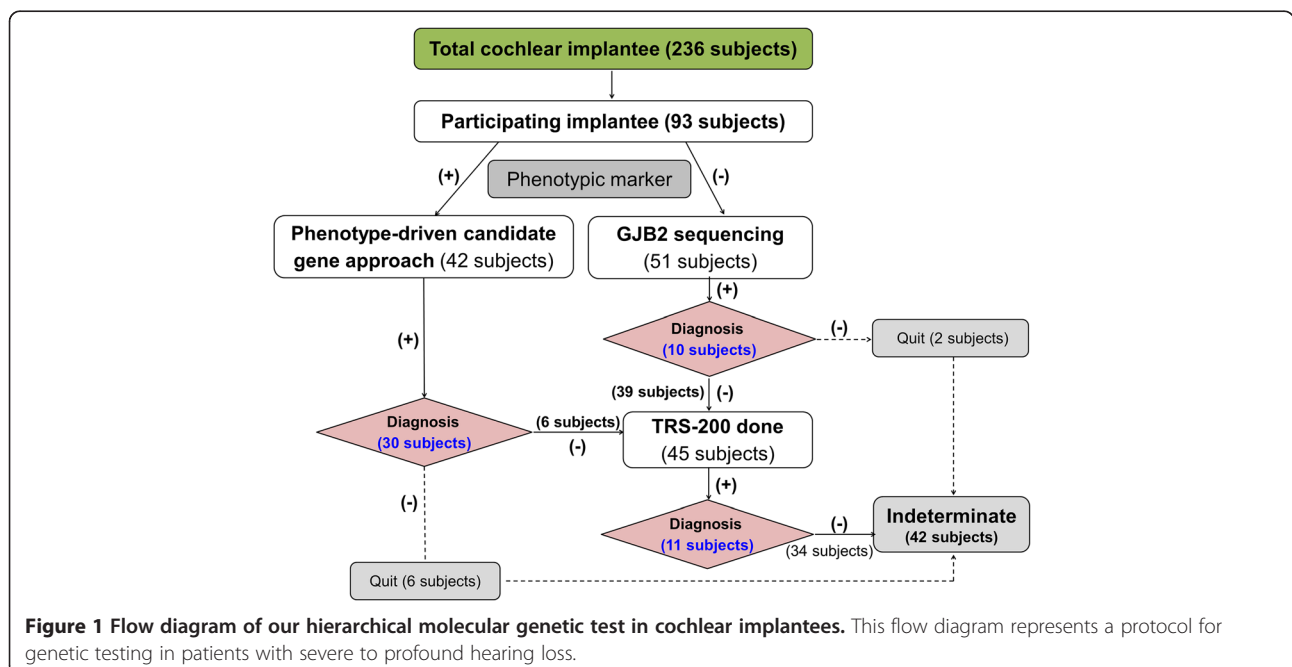 Total cochlear implantee (236 subjects)
Participating implantee (93 subjects)
(+)
Phenotypic marker
(-)
Phenotype-driven candidate
gene approach (42 subjects)
GJB2 sequencing
(51 subjects)
(+)
(+)
Diagnosis
(10 subjects)
(-)
Quit (2 subjects)
(39 subjects)
(-)
Diagnosis
(30 subjects)
(6 subjects)
(-)
TRS-200 done
(45 subjects)
(-)
(+)
Diagnosis
(11 subjects)
(-)
(34 subjects)
Indeterminate
(42 subjects)
Quit (6 subjects)
Figure 1 Flow diagram of our hierarchical molecular genetic test in cochlear implantees. This flow diagram represents a protocol for
genetic testing in patients with severe to profound hearing loss.